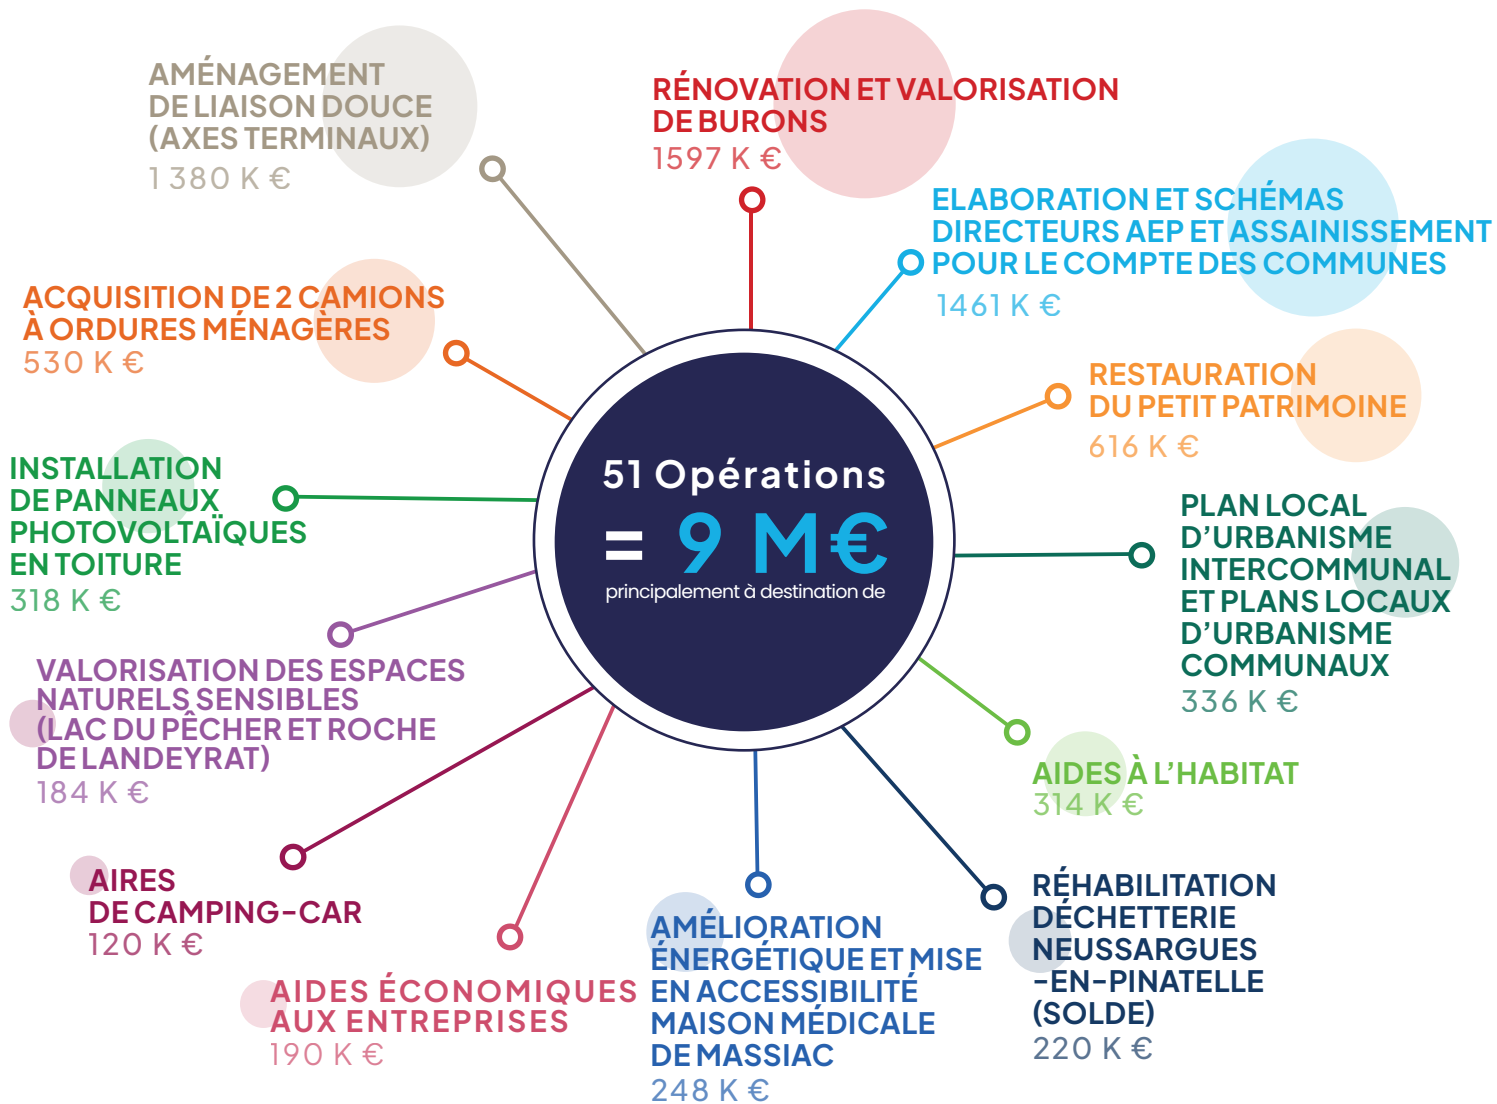 AMÉNAGEMENT
DE LIAISON DOUCE
(AXES TERMINAUX)
1 380 K €
RÉNOVATION ET VALORISATION
DE BURONS
1597 K €
ELABORATION ET SCHÉMAS
DIRECTEURS AEP ET ASSAINISSEMENT
POUR LE COMPTE DES COMMUNES
1461 K €
ACQUISITION DE 2 CAMIONS
À ORDURES MÉNAGÈRES
530 K €
RESTAURATION
DU PETIT PATRIMOINE
616 K €
INSTALLATION
DE PANNEAUX
PHOTOVOLTAÏQUES
EN TOITURE
318 K €
51 Opérations
= 9 M€
principalement à destination de
PLAN LOCAL
D’URBANISME
INTERCOMMUNAL
ET PLANS LOCAUX
D’URBANISME
COMMUNAUX
336 K €
VALORISATION DES ESPACES
NATURELS SENSIBLES
(LAC DU PÊCHER ET ROCHE
DE LANDEYRAT)
184 K €
AIDES À L’HABITAT
314 K €
AIRES
DE CAMPING-CAR
120 K €
AIDES ÉCONOMIQUES
AUX ENTREPRISES
190 K €
AMÉLIORATION
ÉNERGÉTIQUE ET MISE
EN ACCESSIBILITÉ
MAISON MÉDICALE
DE MASSIAC
248 K €
RÉHABILITATION
DÉCHETTERIE
NEUSSARGUES
-EN-PINATELLE
(SOLDE)
220 K €